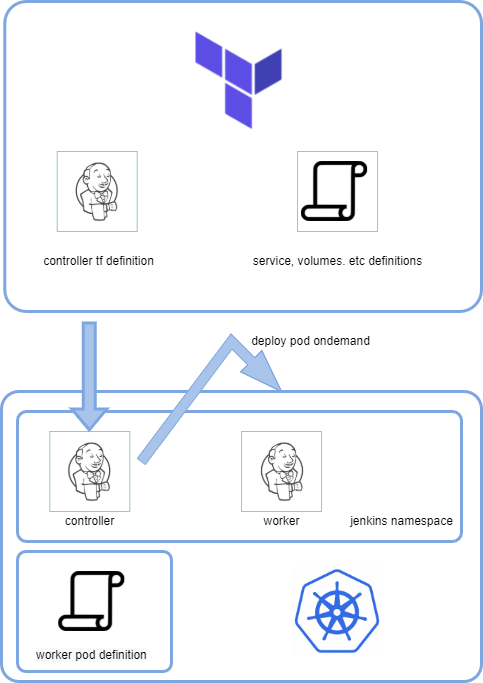 controller tf definition
service, volumes. etc definitions
deploy pod ondemand
controller
worker
jenkins namespace
worker pod definition